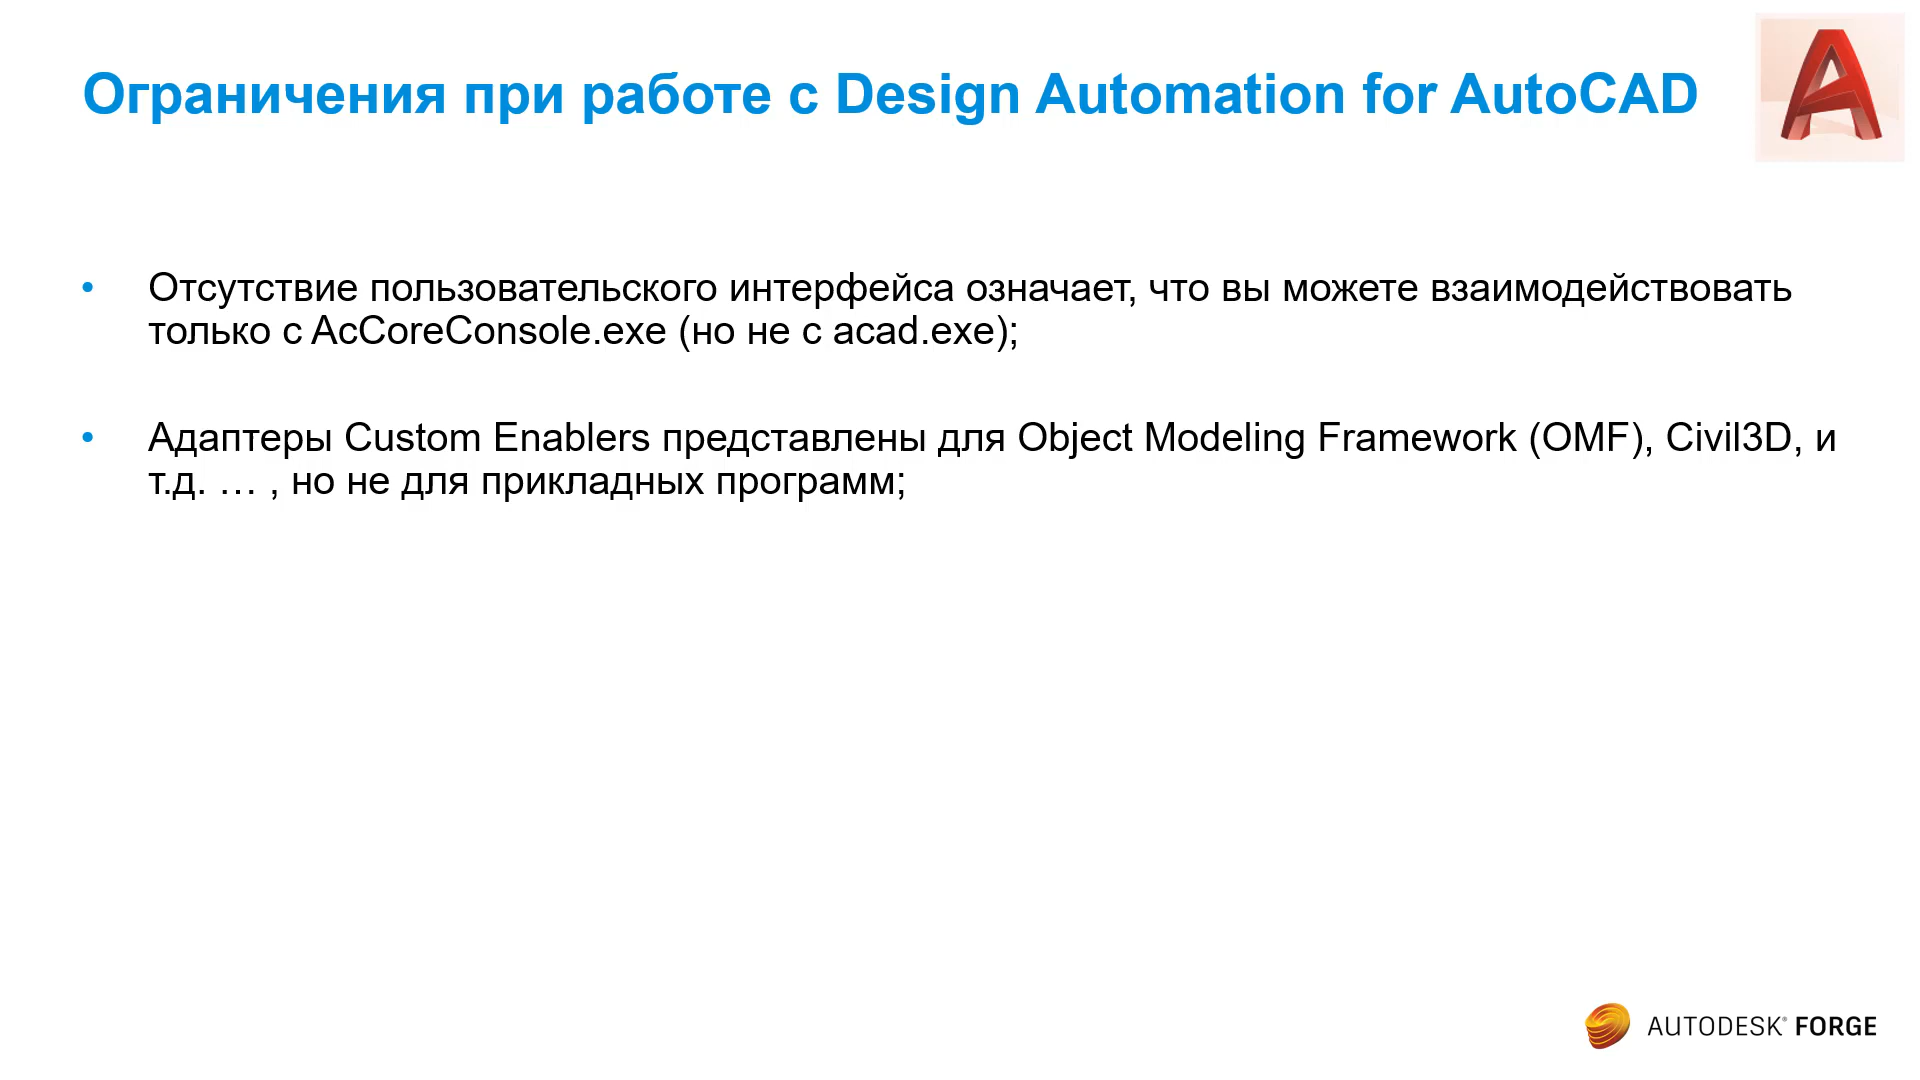 Ограничения при работе с Design Automation for AutoCAD
• Отсутствие пользовательского интерфейса означает, что вы можете взаимодействовать
только с AcCoreConsole.exe (но не с acad.exe);
• Адаптеры Custom Enablers представлены для Object Modeling Framework (OMF), Civil3D, и
т.д. … , но не для прикладных программ;
AUTODESK® FORGE